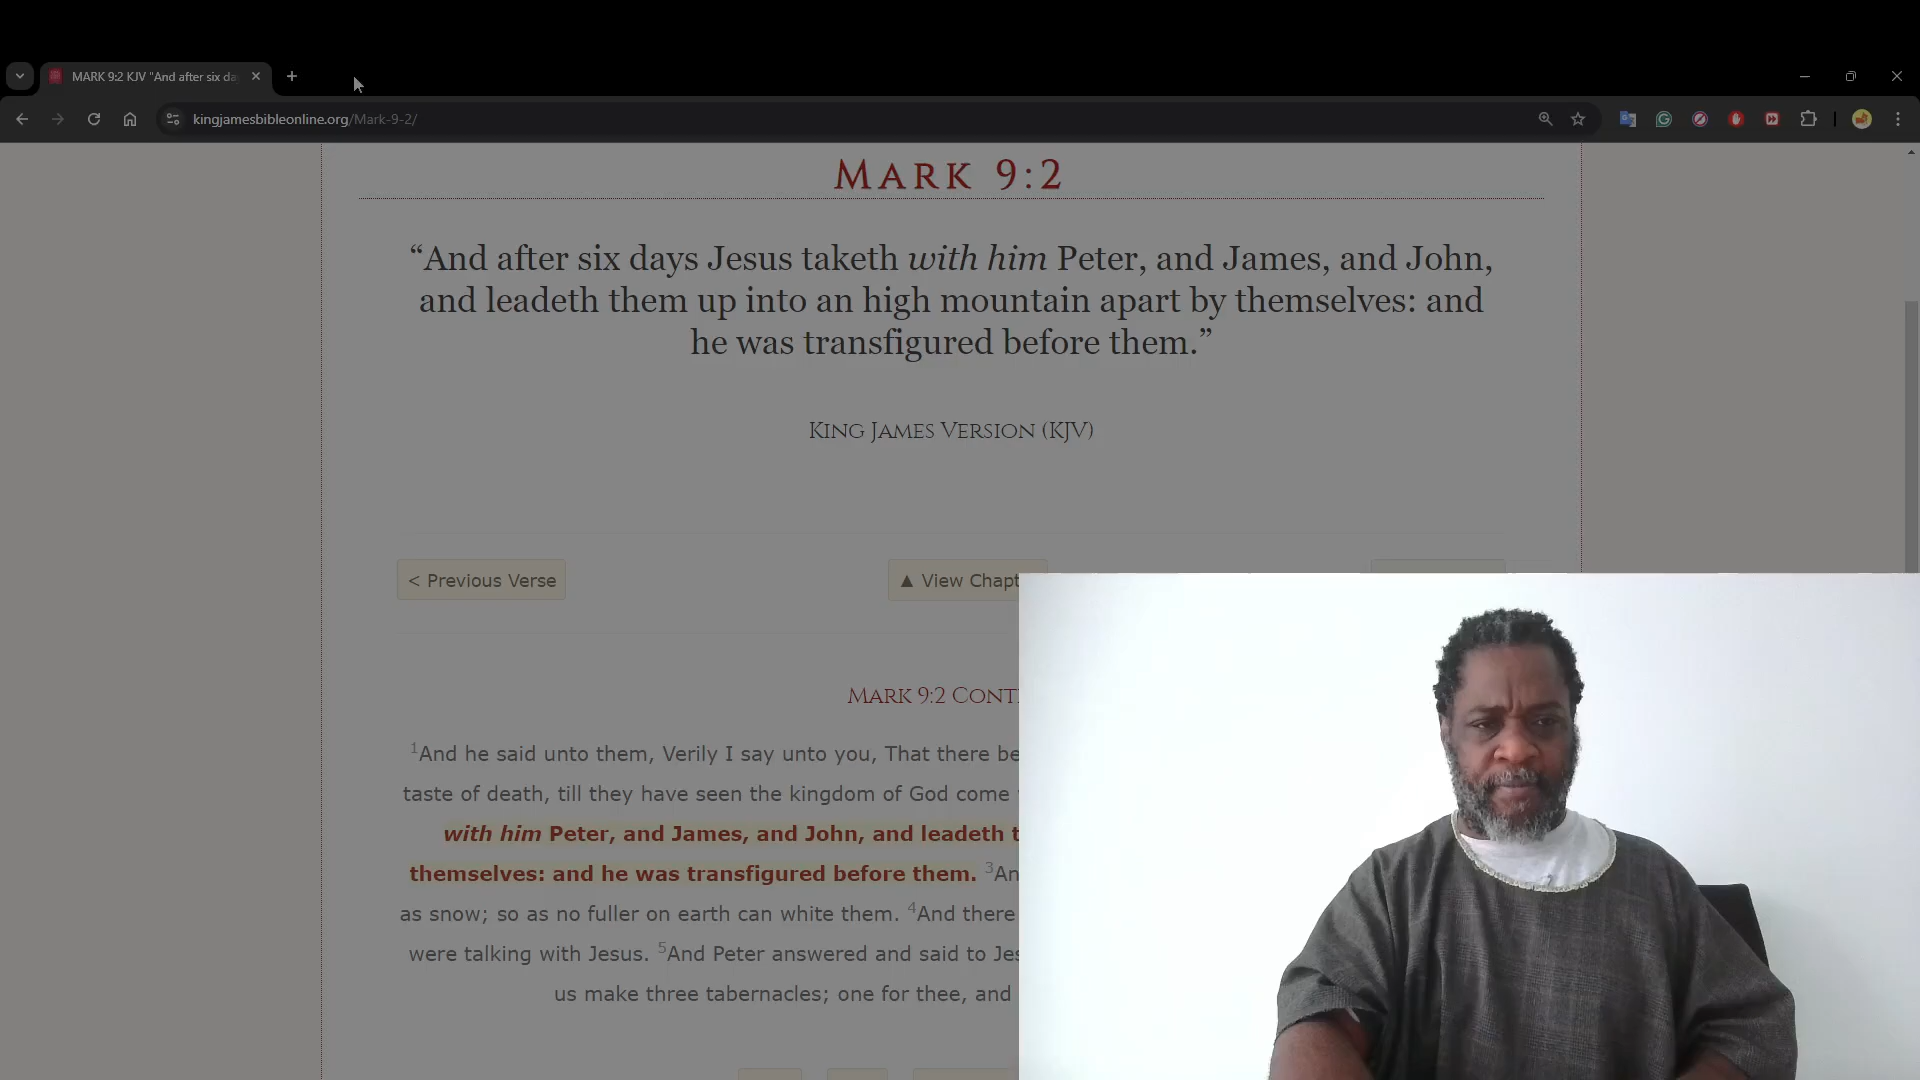 MARK 9:2 KJV "And after six da
kingjamesbibleonline.org/Mark-9-2/
MARK 9:2
“And after six days Jesus taketh with him Peter, and James, and John,
and leadeth them up into an high mountain apart by themselves: and
he was transfigured before them.”
KING JAMES VERSION (KJV)
< Previous Verse
▲ View Chapt
MARK 9:2 CONT
1And he said unto them, Verily I say unto you, That there be
taste of death, till they have seen the kingdom of God come
with him Peter, and James, and John, and leadeth t
themselves: and he was transfigured before them. 3An
as snow; so as no fuller on earth can white them. 4And there
were talking with Jesus. 5And Peter answered and said to Jes
us make three tabernacles; one for thee, and